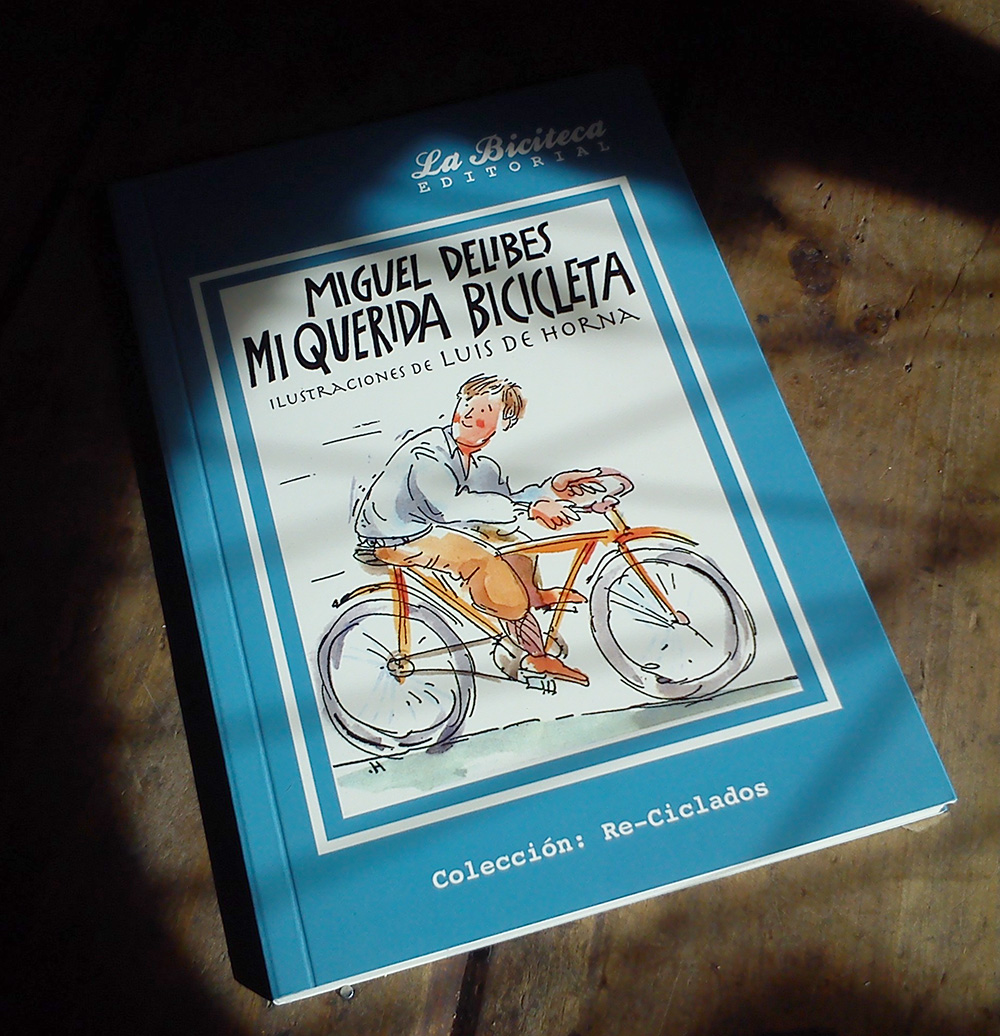 La Biciteca
EDITORIAL
MIGUEL DELIBES
MI QUERIDA BICICLETA
ILUSTRACIONES DE LUIS DE HORNA
.H
Colección: Re-Ciclados